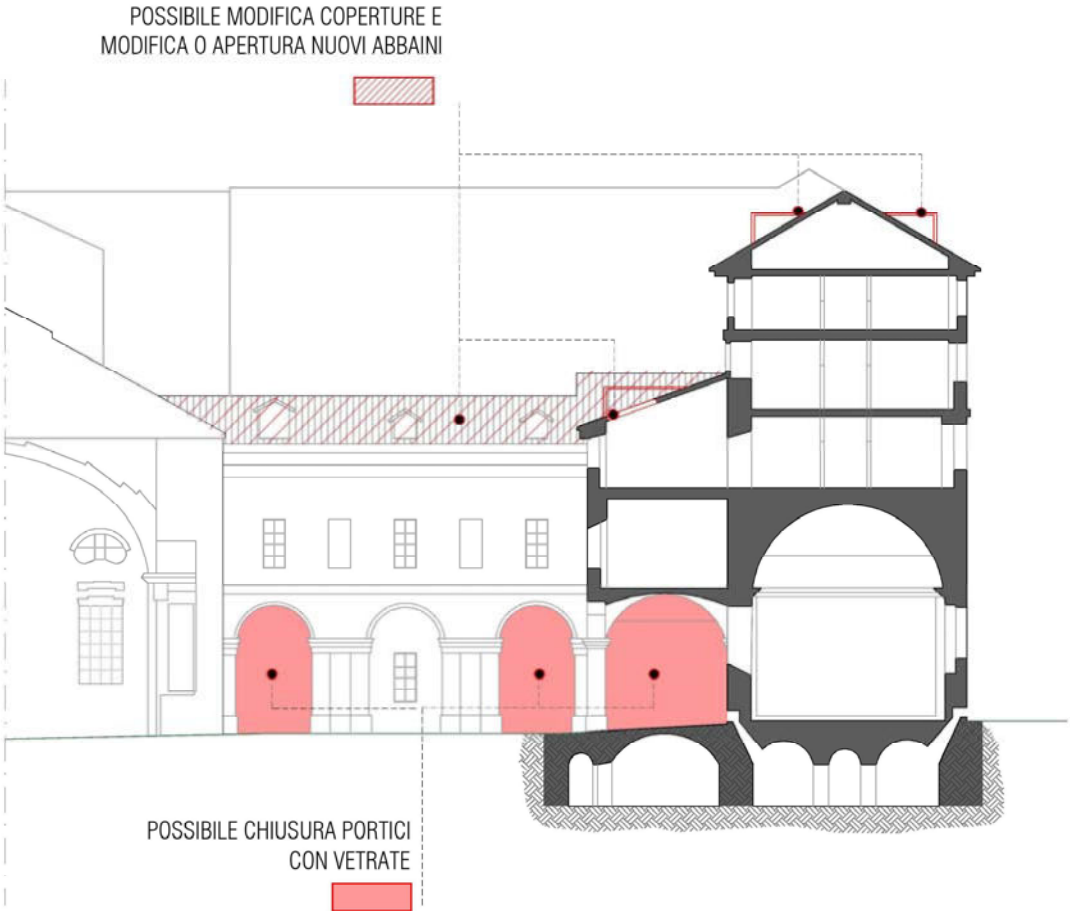 POSSIBILE MODIFICA COPERTURE E
MODIFICA O APERTURA NUOVI ABBAINI
POSSIBILE CHIUSURA PORTICI
CON VETRATE